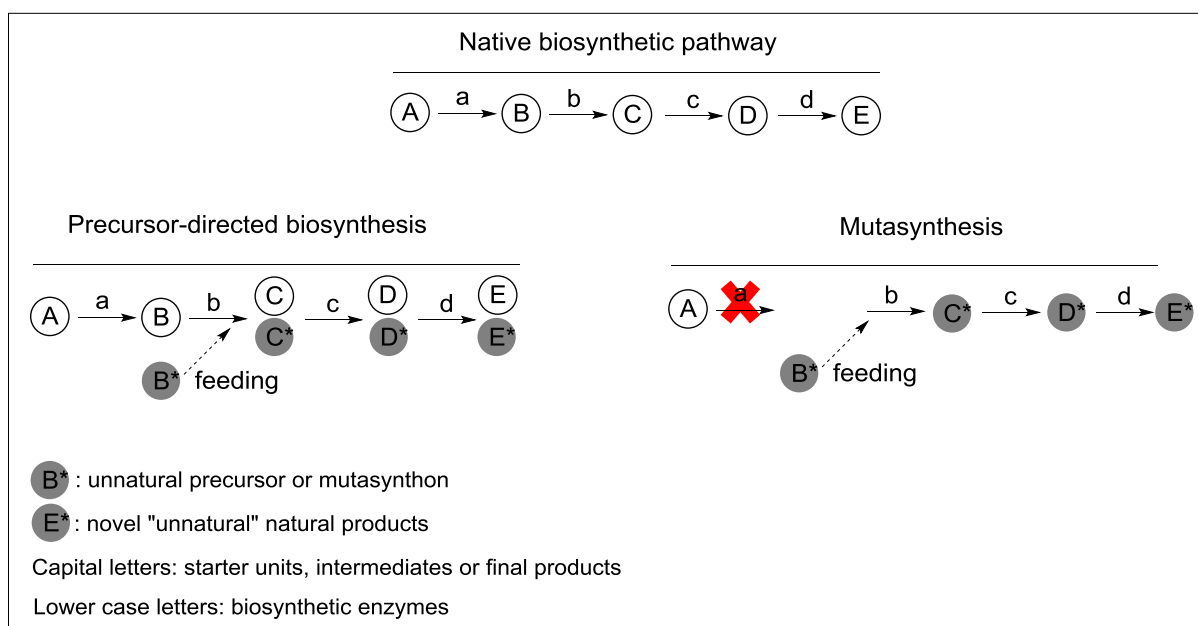 Native biosynthetic pathway
A a B b C c D d E
Precursor-directed biosynthesis
A a B b C c D d E
C* D* E*
B* feeding
Mutasynthesis
A a b C* c D* d E*
B* feeding
B* : unnatural precursor or mutasynthon
E* : novel "unnatural" natural products
Capital letters: starter units, intermediates or final products
Lower case letters: biosynthetic enzymes